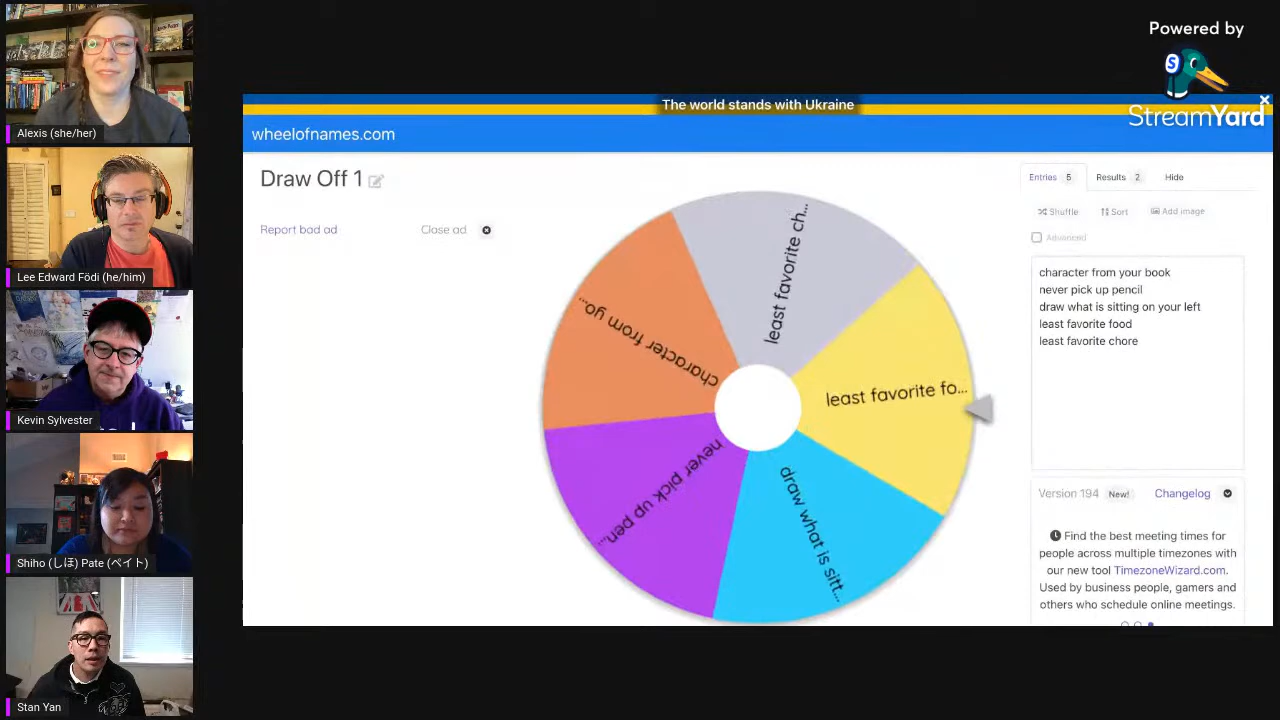 Alexis (she/her)
Lee Edward Födi (he/him)
Kevin Sylvester
Shiho (しほ) Pate (ペイト)
Stan Yan
Powered by
S
StreamYard
The world stands with Ukraine
wheelofnames.com
Draw Off 1
Report bad ad
Close ad
least favorite ch...
least favorite fo...
draw what is sitt...
never pick up pen...
character from yo...
Entries 5
Results 2
Hide
Shuffle
Sort
Add image
Advanced
character from your book
never pick up pencil
draw what is sitting on your left
least favorite food
least favorite chore
Version 194 New! Changelog
Find the best meeting times for
people across multiple timezones with
our new tool TimezoneWizard.com.
Used by business people, gamers and
others who schedule online meetings.